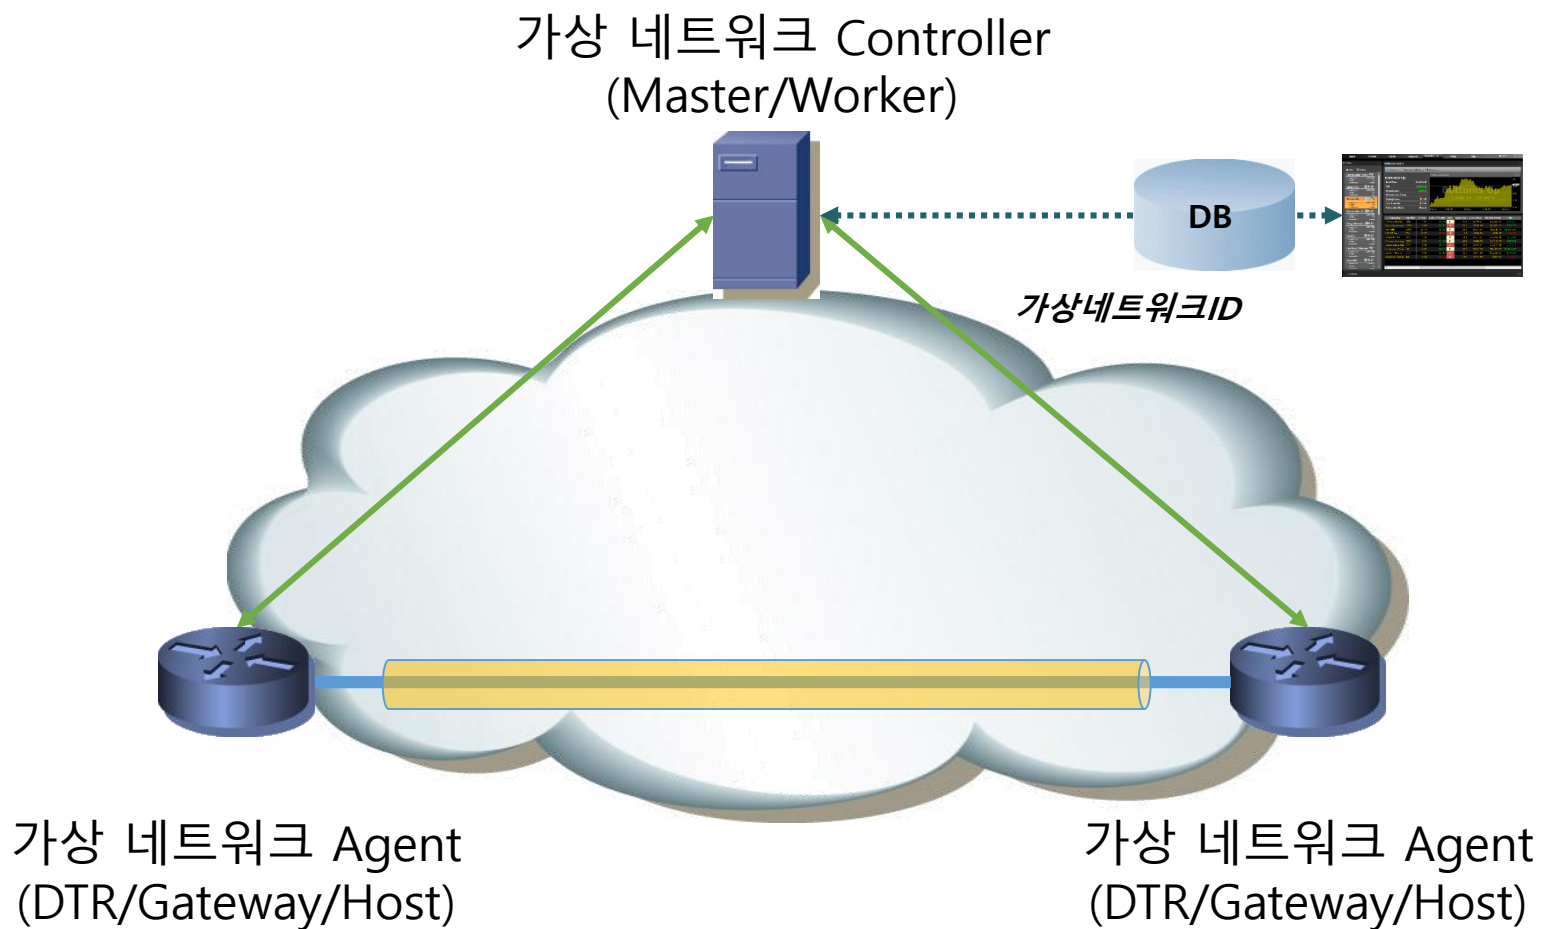 가상 네트워크 Controller
(Master/Worker)
DB
가상네트워크ID
가상 네트워크 Agent
(DTR/Gateway/Host)
가상 네트워크 Agent
(DTR/Gateway/Host)